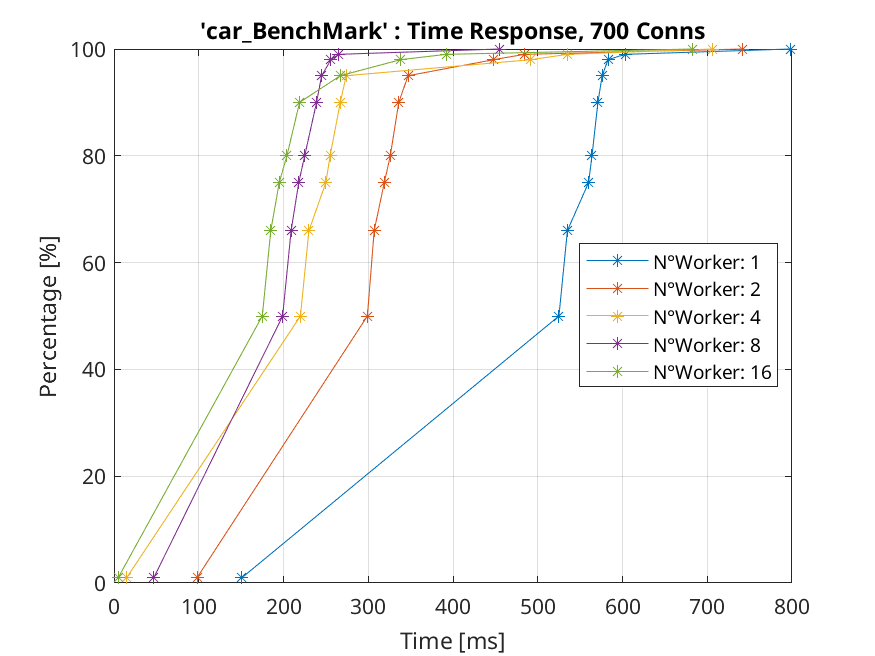 'car_BenchMark' : Time Response, 700 Conns
Percentage [%]
100
80
60
40
20
0
N°Worker: 1
N°Worker: 2
N°Worker: 4
N°Worker: 8
N°Worker: 16
0 100 200 300 400 500 600 700 800
Time [ms]